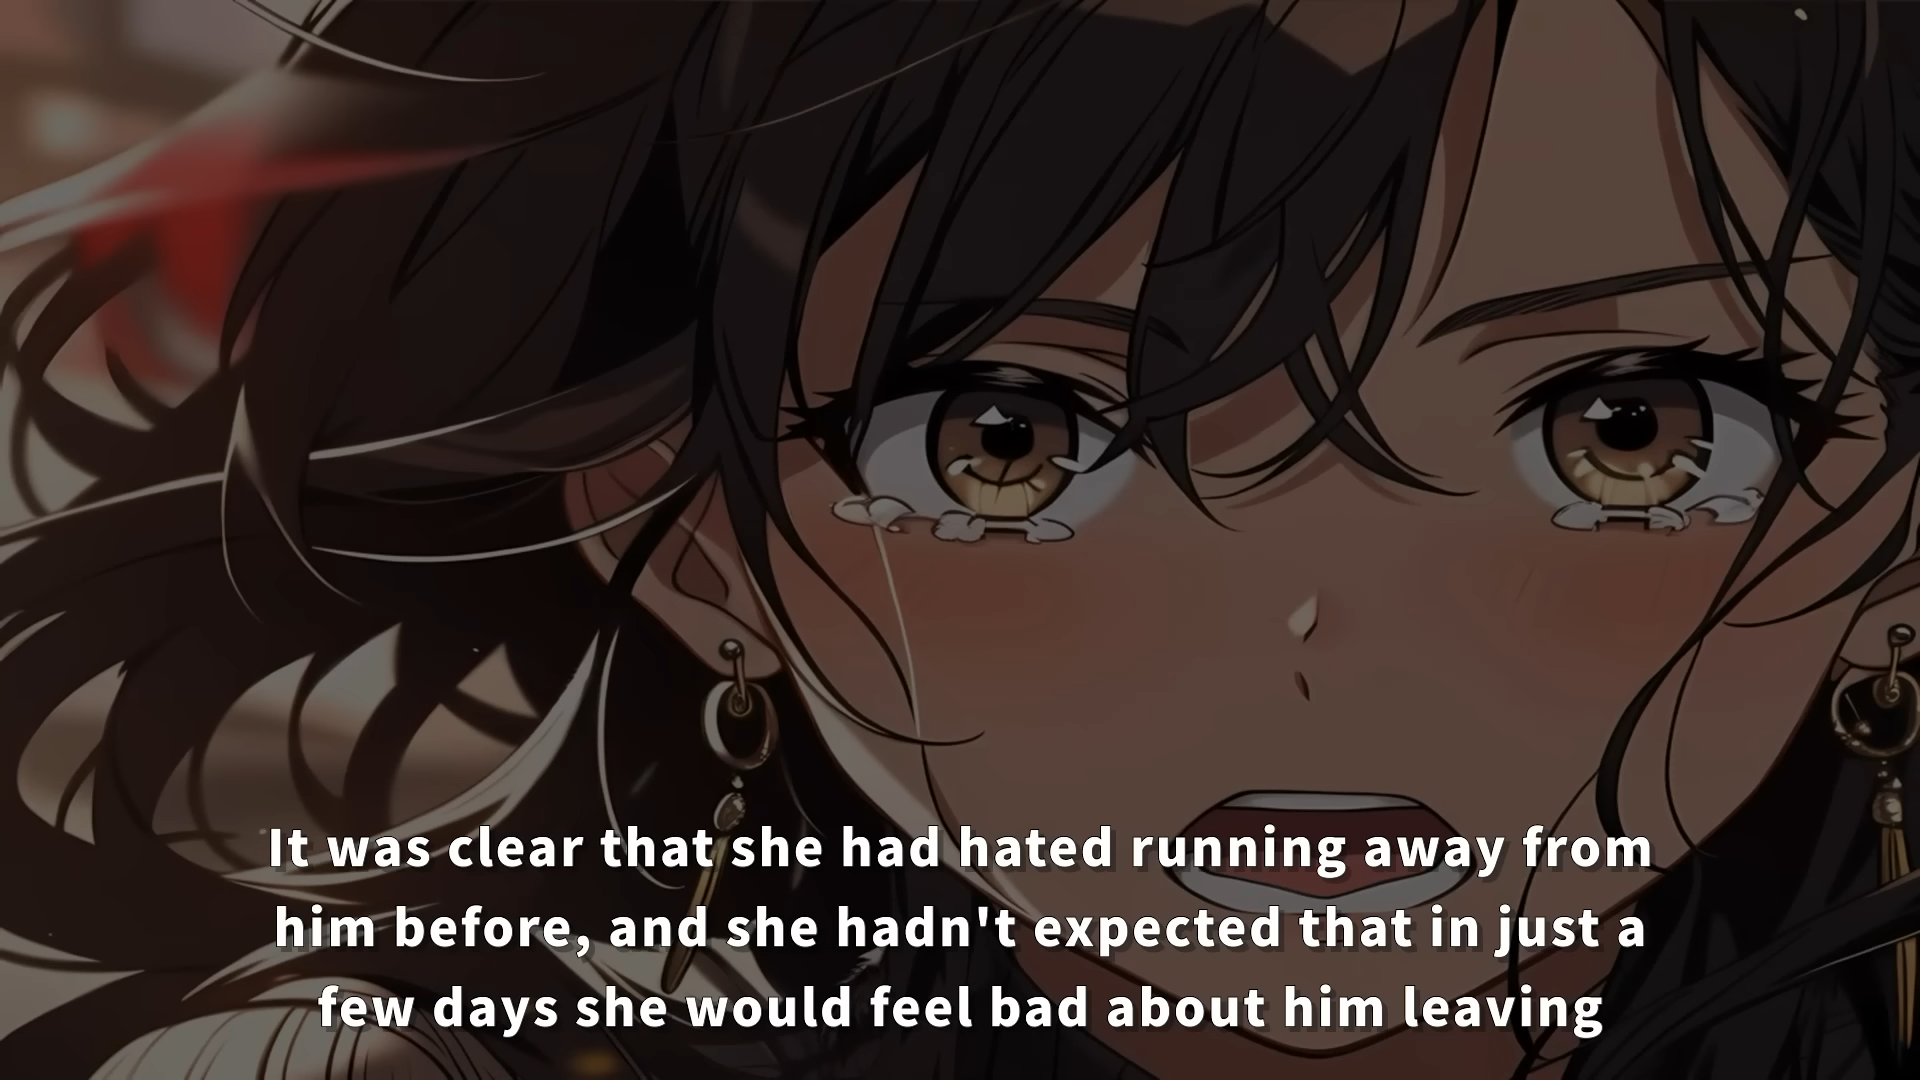 It was clear that she had hated running away from
him before, and she hadn't expected that in just a
few days she would feel bad about him leaving